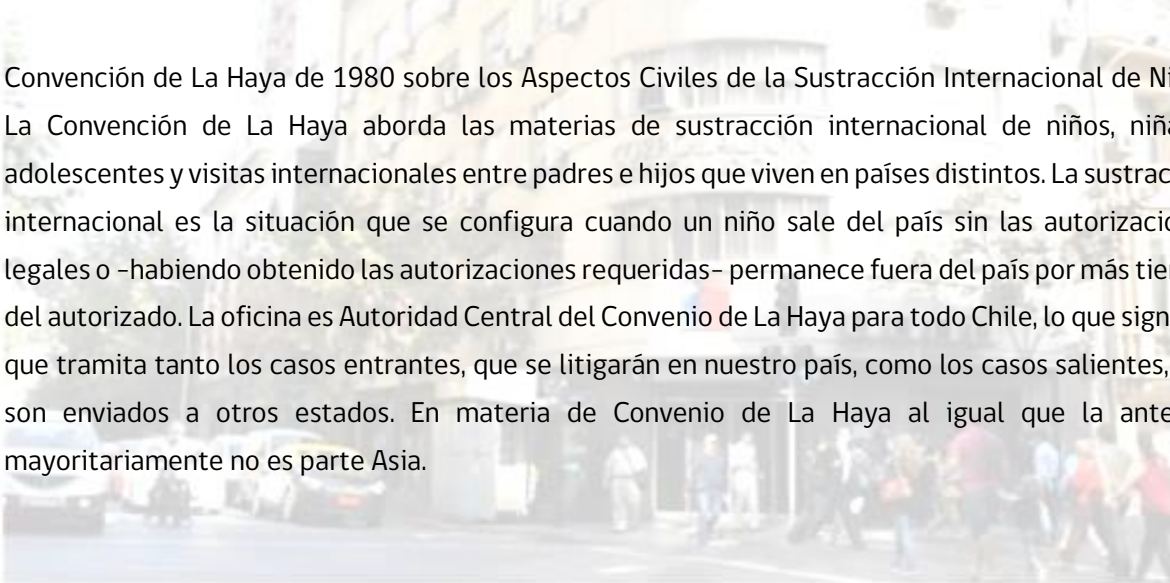 Convención de La Haya de 1980 sobre los Aspectos Civiles de la Sustracción Internacional de
La Convención de La Haya aborda las materias de sustracción internacional de niños,
adolescentes y visitas internacionales entre padres e hijos que viven en países distintos. La
internacional es la situación que se configura cuando un niño sale del país sin las
legales o –habiendo obtenido las autorizaciones requeridas– permanece fuera del país por más
del autorizado. La oficina es Autoridad Central del Convenio de La Haya para todo Chile, lo que
que tramita tanto los casos entrantes, que se litigarán en nuestro país, como los casos salientes,
son enviados a otros estados. En materia de Convenio de La Haya al igual que la
mayoritariamente no es parte Asia.